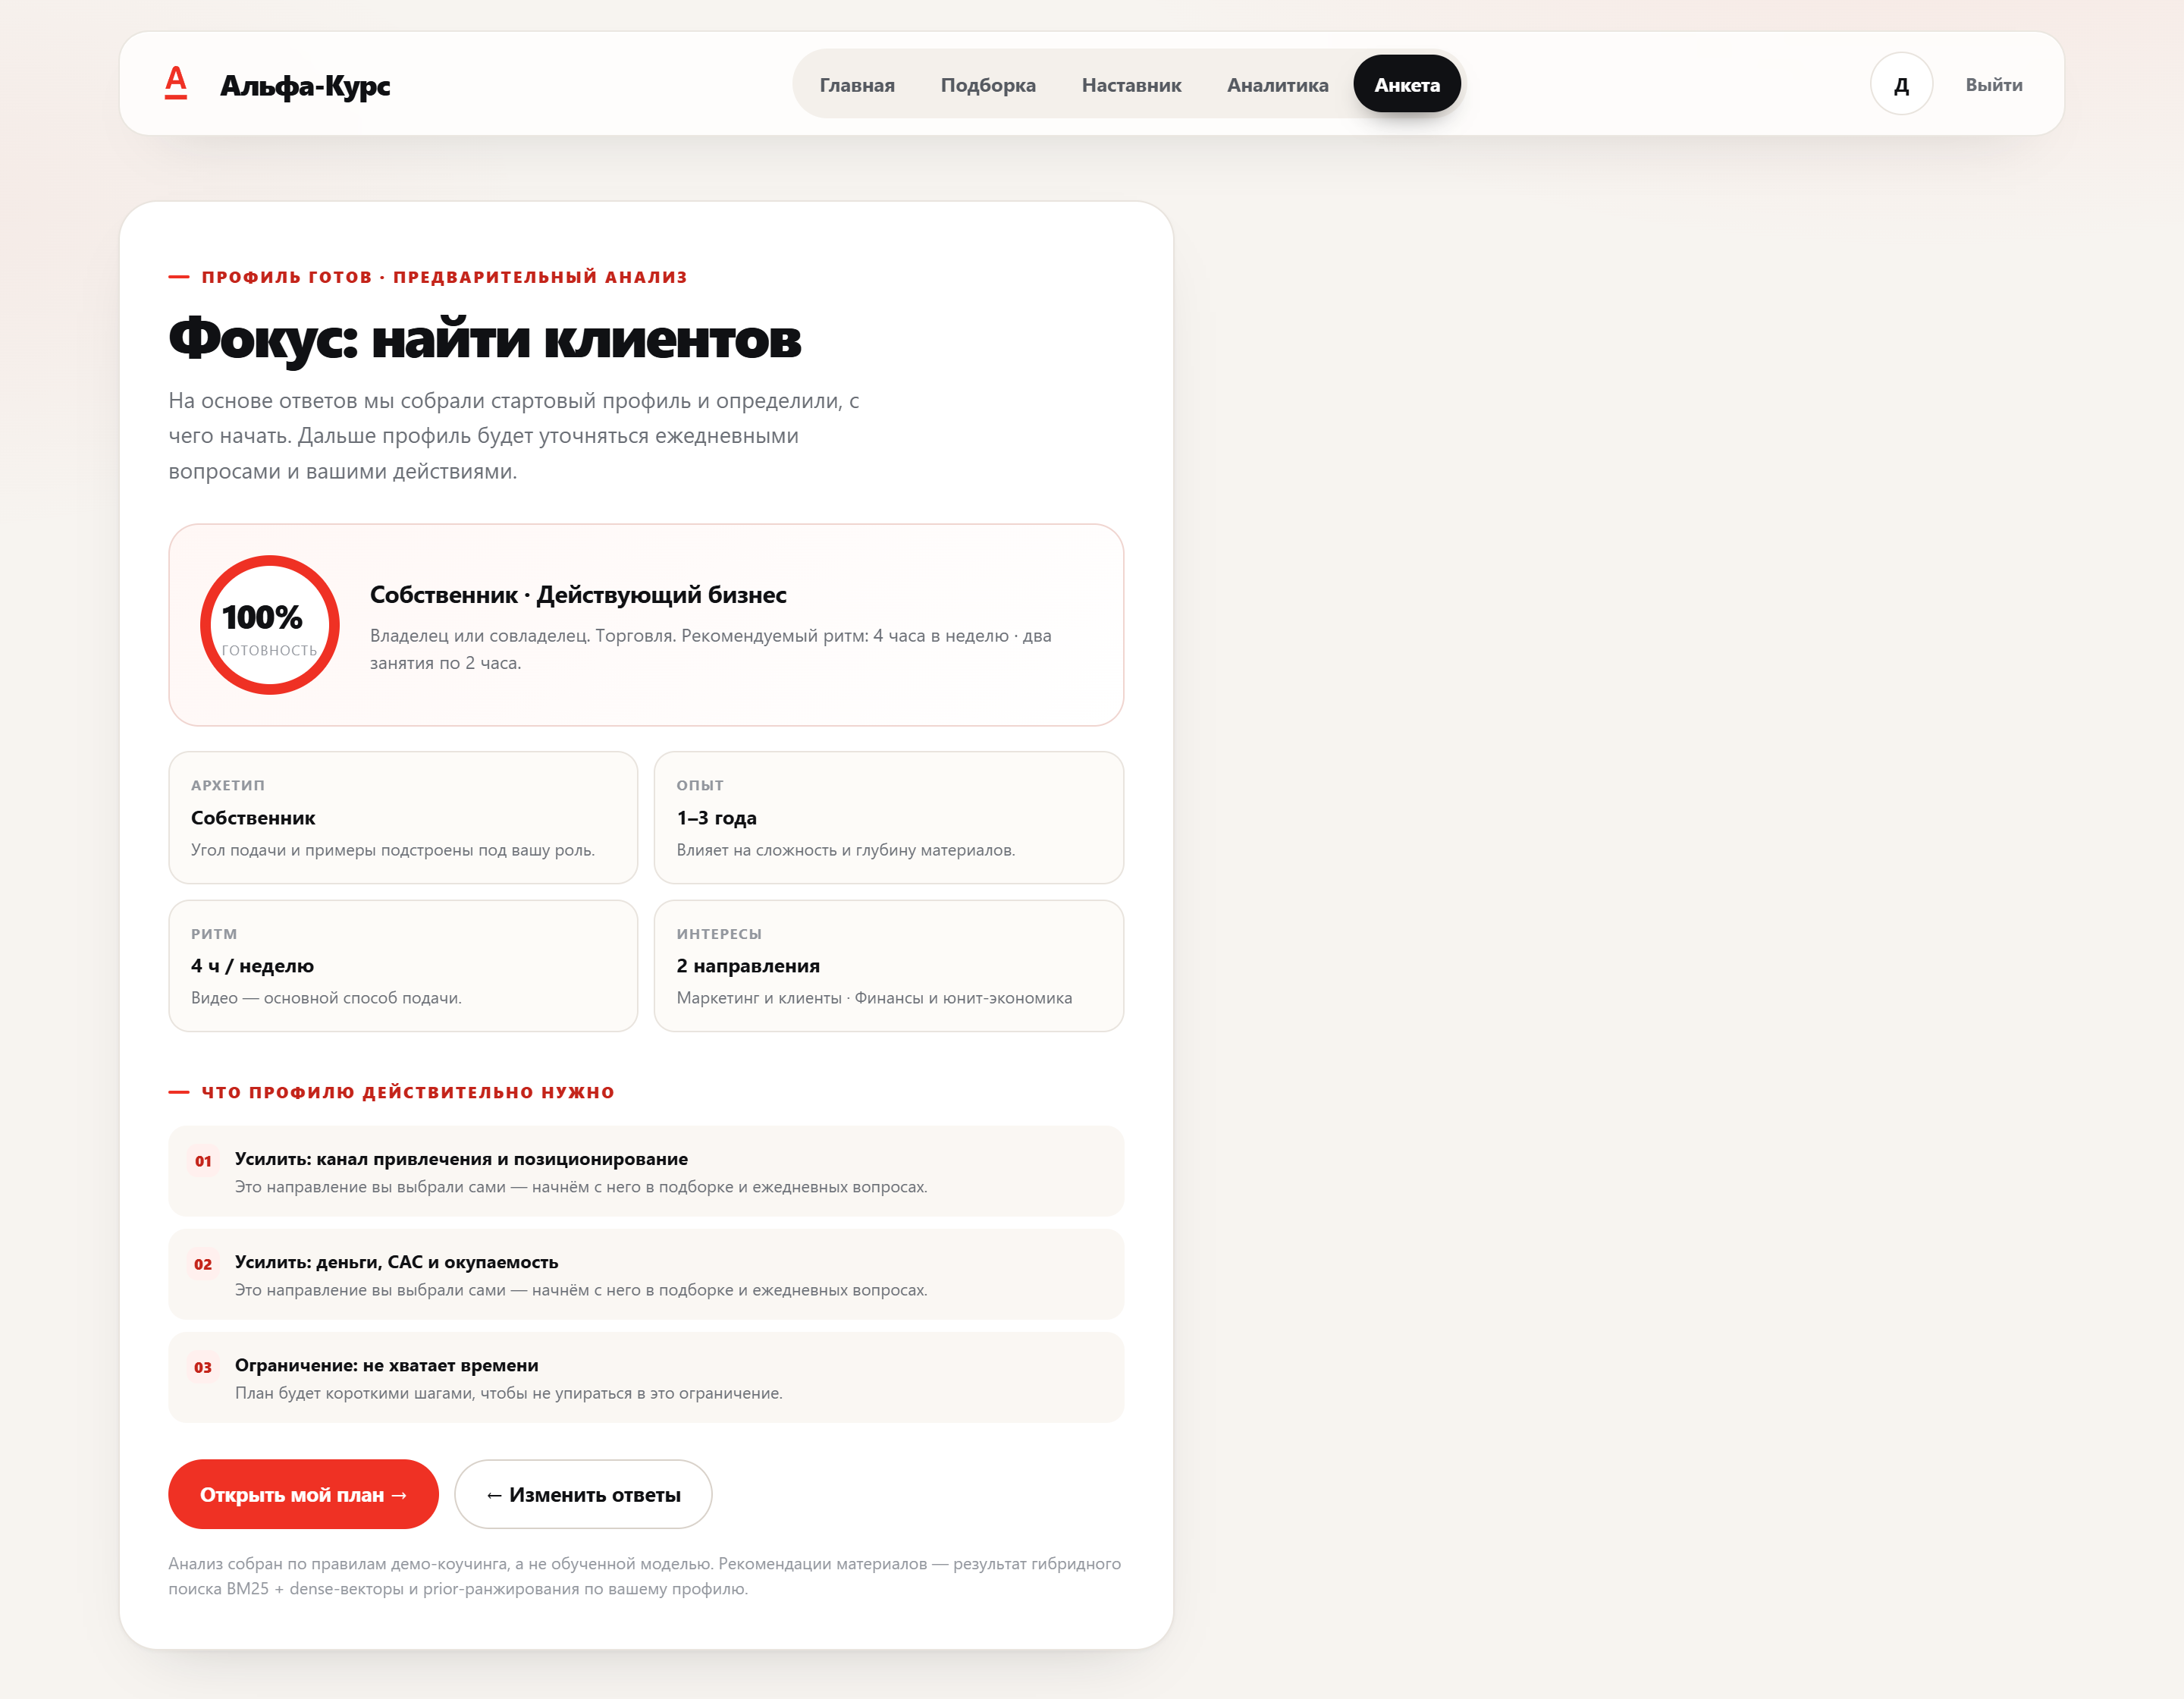 А Альфа-Курс
Главная Подборка Наставник Аналитика Анкета
Д Выйти
— ПРОФИЛЬ ГОТОВ · ПРЕДВАРИТЕЛЬНЫЙ АНАЛИЗ
Фокус: найти клиентов
На основе ответов мы собрали стартовый профиль и определили, с
чего начать. Дальше профиль будет уточняться ежедневными
вопросами и вашими действиями.
100%
ГОТОВНОСТЬ
Собственник · Действующий бизнес
Владелец или совладелец. Торговля. Рекомендуемый ритм: 4 часа в неделю · два
занятия по 2 часа.
АРХЕТИП
Собственник
Угол подачи и примеры подстроены под вашу роль.
ОПЫТ
1–3 года
Влияет на сложность и глубину материалов.
РИТМ
4 ч / неделю
Видео — основной способ подачи.
ИНТЕРЕСЫ
2 направления
Маркетинг и клиенты · Финансы и юнит-экономика
— ЧТО ПРОФИЛЮ ДЕЙСТВИТЕЛЬНО НУЖНО
01 Усилить: канал привлечения и позиционирование
Это направление вы выбрали сами — начнём с него в подборке и ежедневных вопросах.
02 Усилить: деньги, CAC и окупаемость
Это направление вы выбрали сами — начнём с него в подборке и ежедневных вопросах.
03 Ограничение: не хватает времени
План будет короткими шагами, чтобы не упираться в это ограничение.
Открыть мой план → ← Изменить ответы
Анализ собран по правилам демо-коучинга, а не обученной моделью. Рекомендации материалов — результат гибридного
поиска BM25 + dense-векторы и prior-ранжирования по вашему профилю.